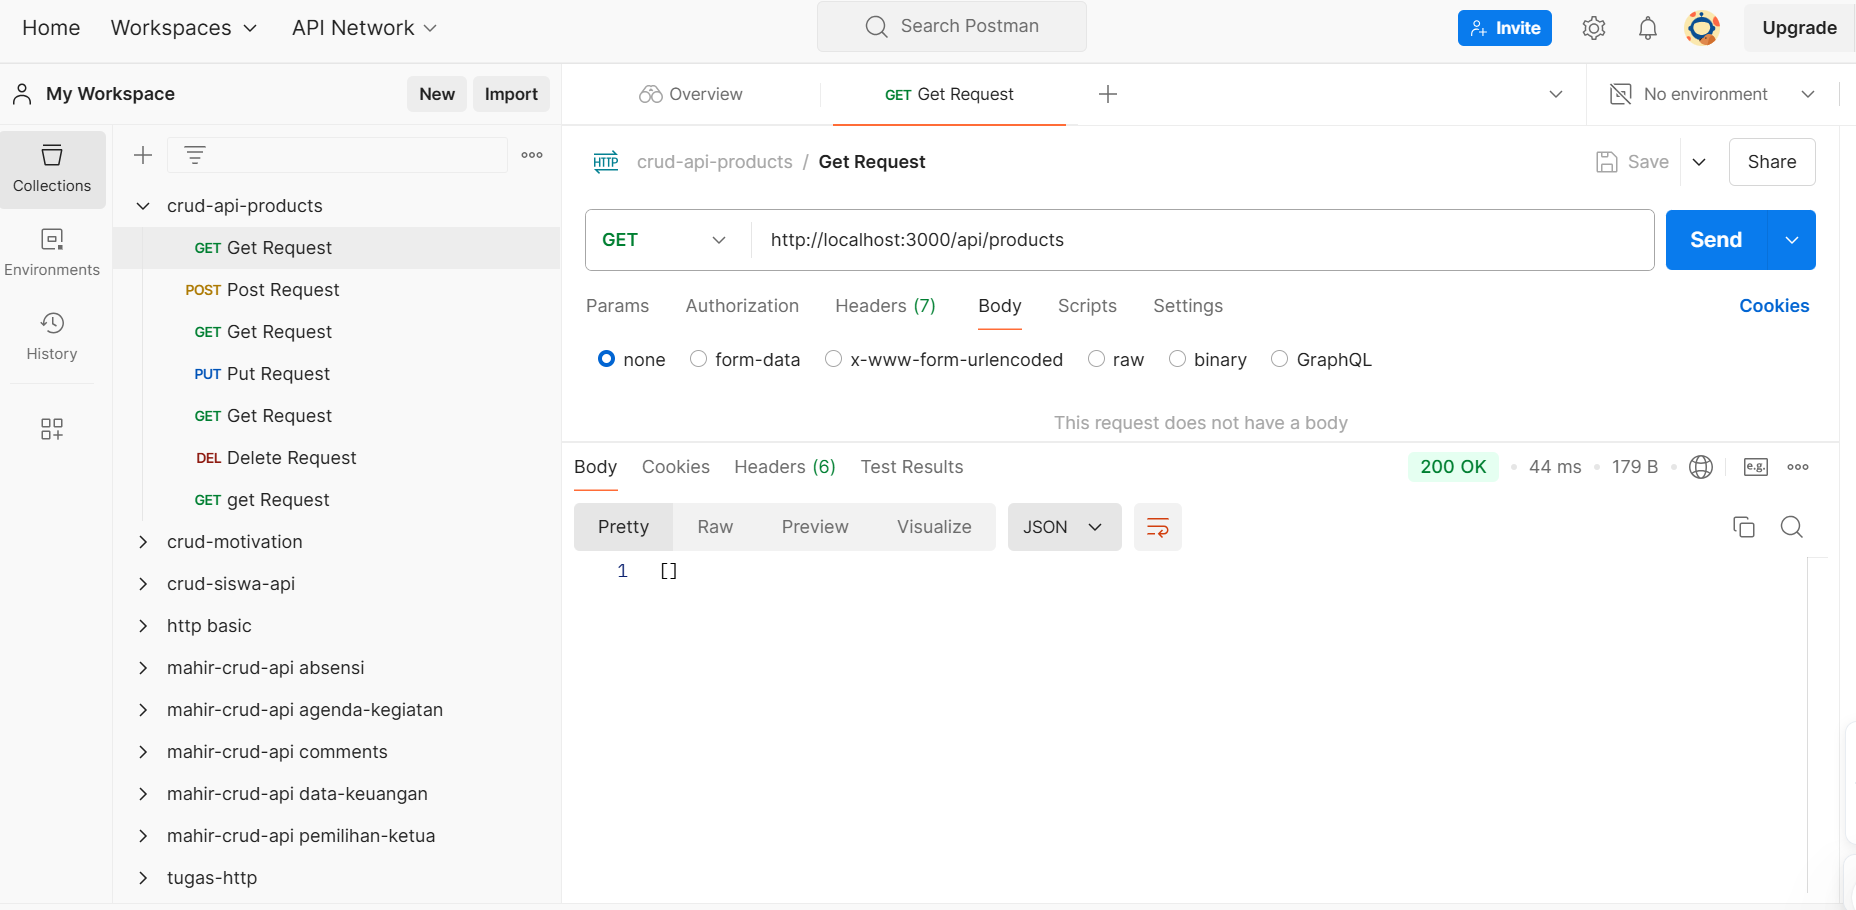 Home Workspaces API Network Search Postman Invite Upgrade
My Workspace New Import Overview GET Get Request No environment
Collections
Environments
History
crud-api-products
GET Get Request
POST Post Request
GET Get Request
PUT Put Request
GET Get Request
DEL Delete Request
GET get Request
crud-motivation
crud-siswa-api
http basic
mahir-crud-api absensi
mahir-crud-api agenda-kegiatan
mahir-crud-api comments
mahir-crud-api data-keuangan
mahir-crud-api pemilihan-ketua
tugas-http
HTTP crud-api-products / Get Request Save Share
GET http://localhost:3000/api/products Send
Params Authorization Headers (7) Body Scripts Settings Cookies
none form-data x-www-form-urlencoded raw binary GraphQL
This request does not have a body
Body Cookies Headers (6) Test Results 200 OK 44 ms 179 B e.g.
Pretty Raw Preview Visualize JSON
1 []